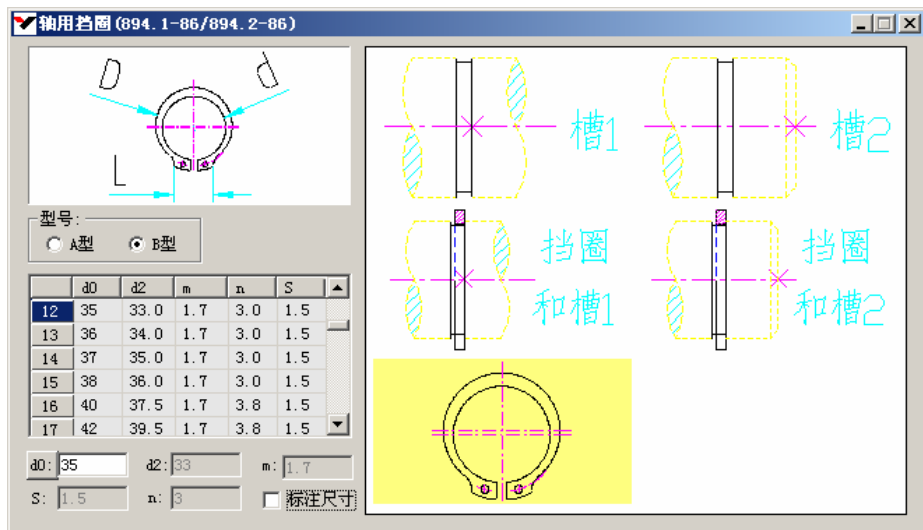 轴用挡圈(894.1-86/894.2-86)
D d
L
型号:
A型 B型
d0 d2 m n S
12 35 33.0 1.7 3.0 1.5
13 36 34.0 1.7 3.0 1.5
14 37 35.0 1.7 3.0 1.5
15 38 36.0 1.7 3.0 1.5
16 40 37.5 1.7 3.8 1.5
17 42 39.5 1.7 3.8 1.5
d0: 35 d2: 33 m: 1.7
S: 1.5 n: 3 标注尺寸
槽1 槽2
挡圈 挡圈
和槽1 和槽2